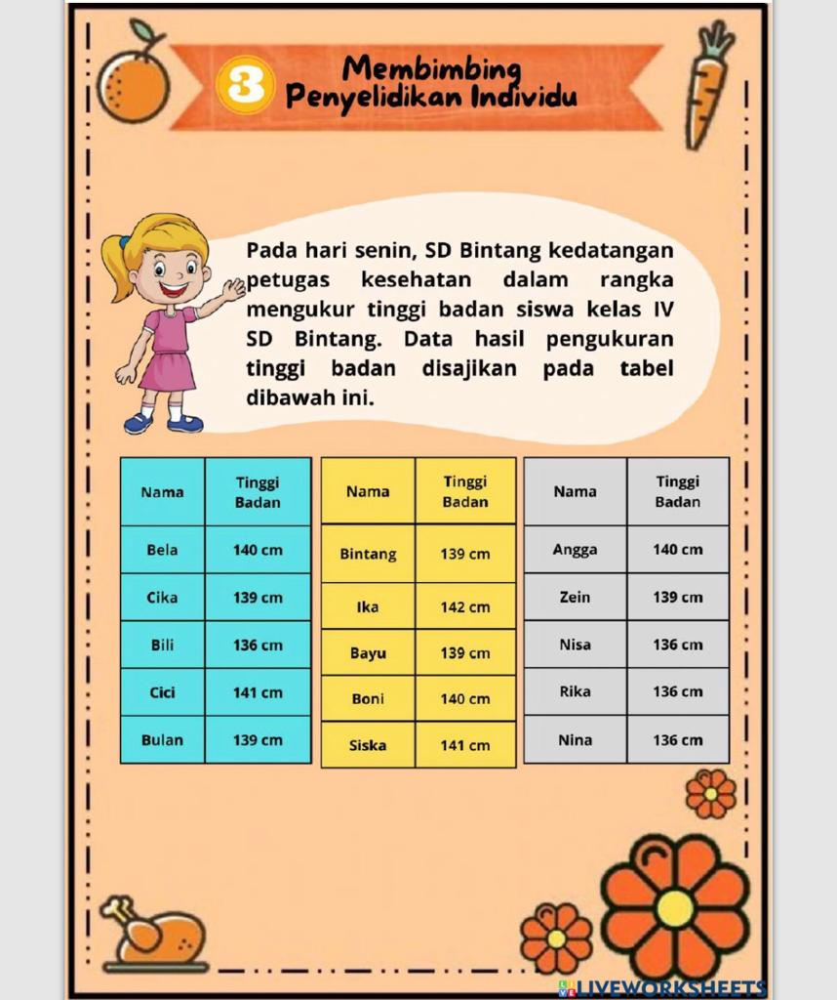 3
Membimbing
Penyelidikan Individu
Pada hari senin, SD Bintang kedatangan
petugas kesehatan dalam rangka
mengukur tinggi badan siswa kelas IV
SD Bintang. Data hasil pengukuran
tinggi badan disajikan pada tabel
dibawah ini.
Nama Tinggi Badan
Bela 140 cm
Cika 139 cm
Bili 136 cm
Cici 141 cm
Bulan 139 cm
Nama Tinggi Badan
Bintang 139 cm
Ika 142 cm
Bayu 139 cm
Boni 140 cm
Siska 141 cm
Nama Tinggi Badan
Angga 140 cm
Zein 139 cm
Nisa 136 cm
Rika 136 cm
Nina 136 cm
LIVE LIVEWORKSHEETS